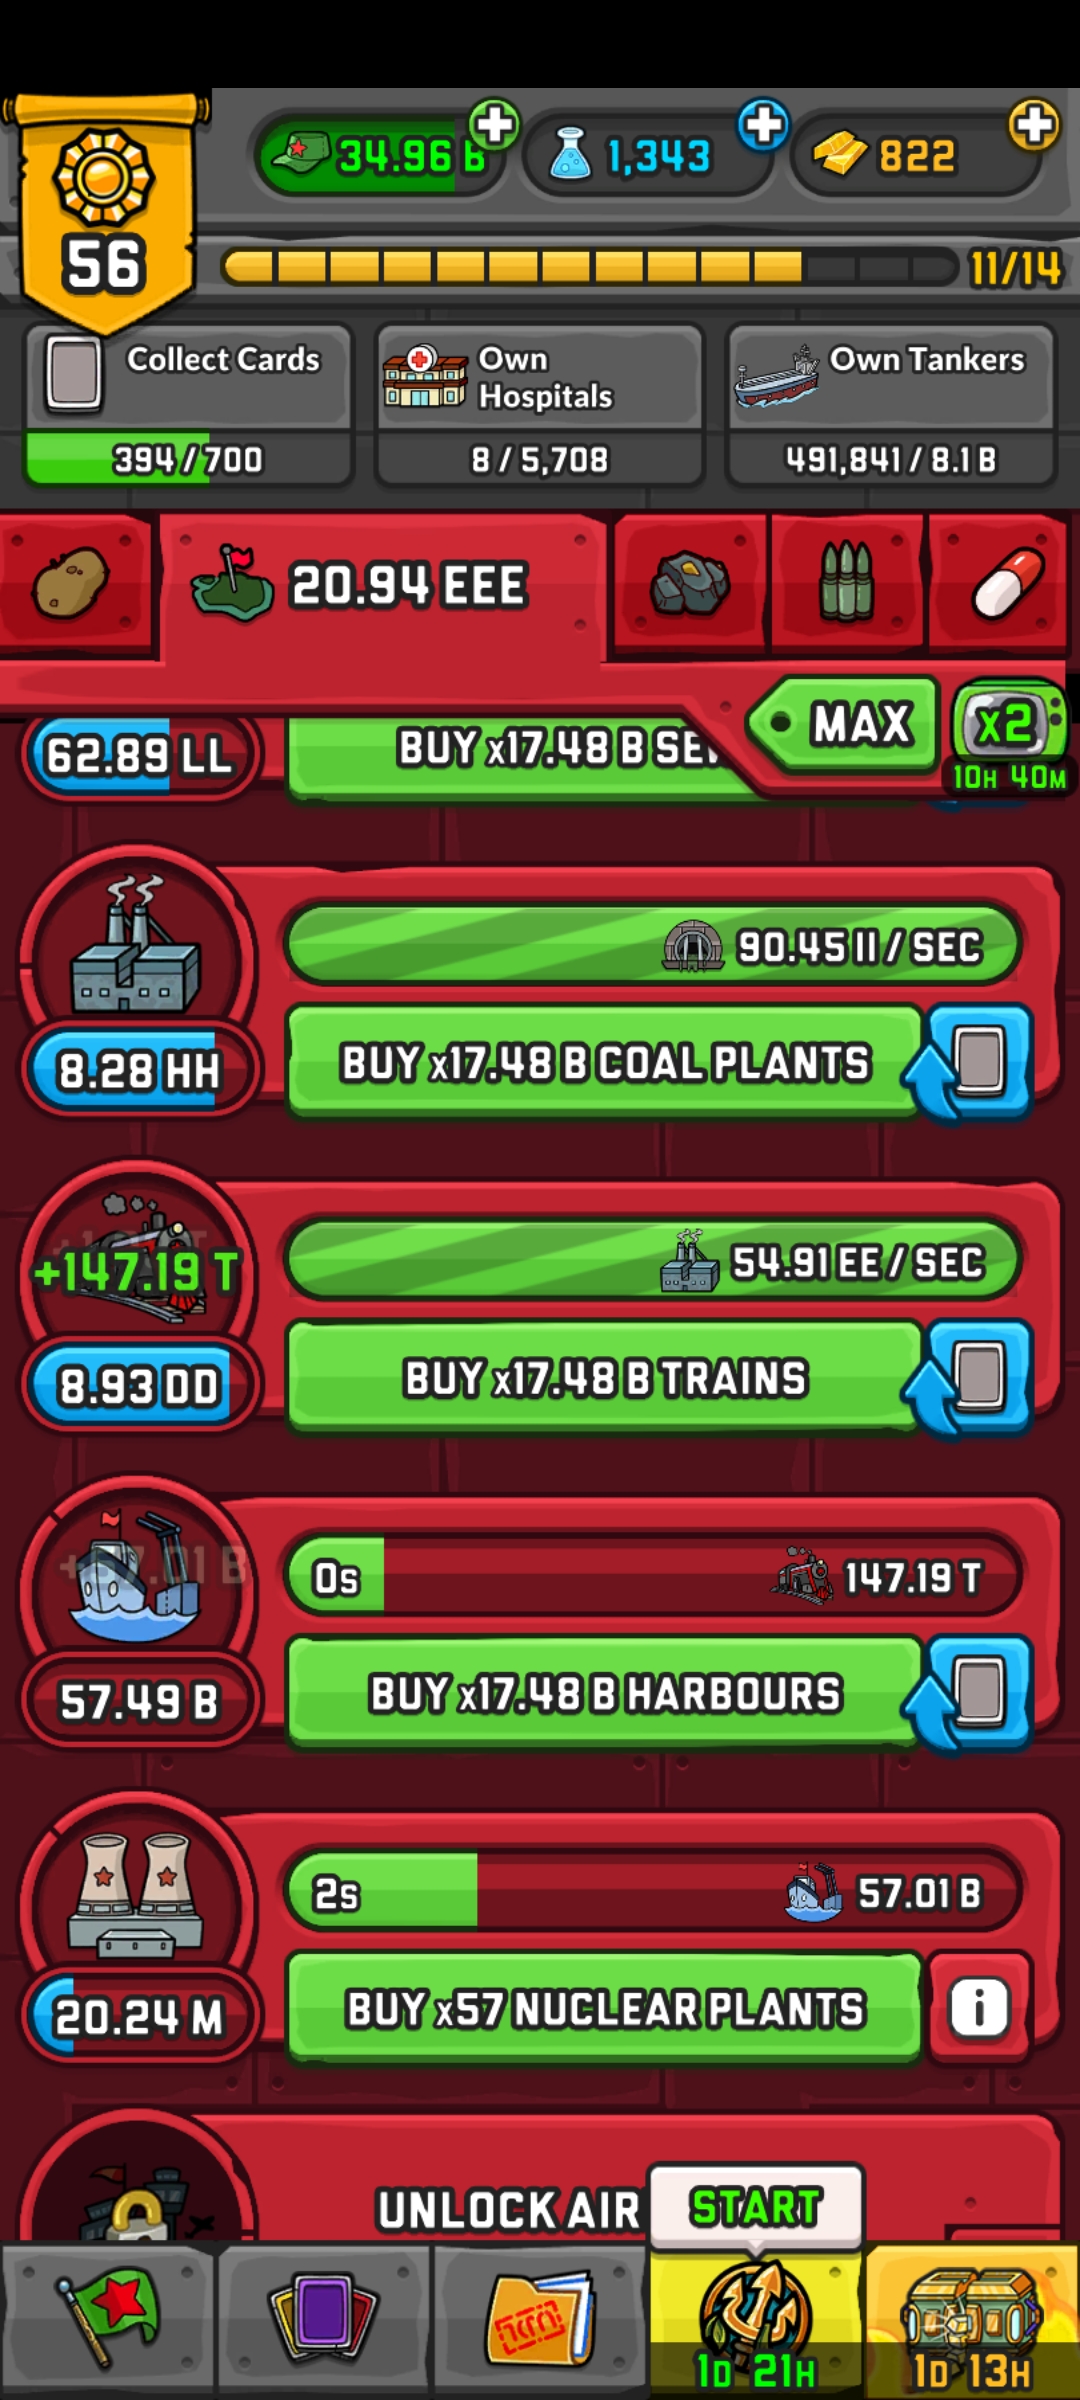 34.96 B
1,343
822
56
11/14
Collect Cards
Own
Hospitals
Own Tankers
394/700
8/5,708
491,841/8.1 B
20.94 EEE
MAX
x2
10H 40M
62.89 LL
BUY x17.48 B
90.45 II / SEC
8.28 HH
BUY x17.48 B COAL PLANTS
+147.19 T
54.91 EE / SEC
8.93 DD
BUY x17.48 B TRAINS
+57.01 B
0s
147.19 T
57.49 B
BUY x17.48 B HARBOURS
2s
57.01 B
20.24 M
BUY x57 NUCLEAR PLANTS
i
UNLOCK AIR
START
1D 21H
1D 13H